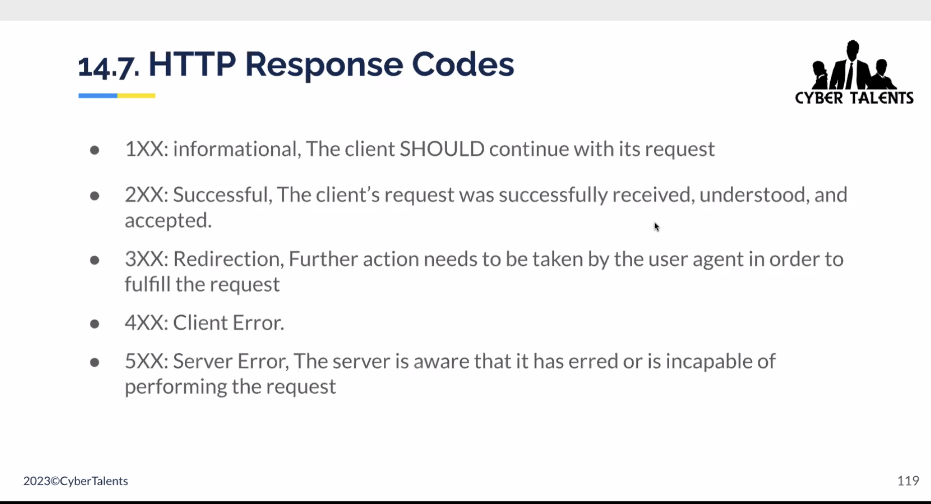 14.7. HTTP Response Codes
CYBER TALENTS
● 1XX: informational, The client SHOULD continue with its request
● 2XX: Successful, The client’s request was successfully received, understood, and
accepted.
● 3XX: Redirection, Further action needs to be taken by the user agent in order to
fulfill the request
● 4XX: Client Error.
● 5XX: Server Error, The server is aware that it has erred or is incapable of
performing the request
2023©CyberTalents
119